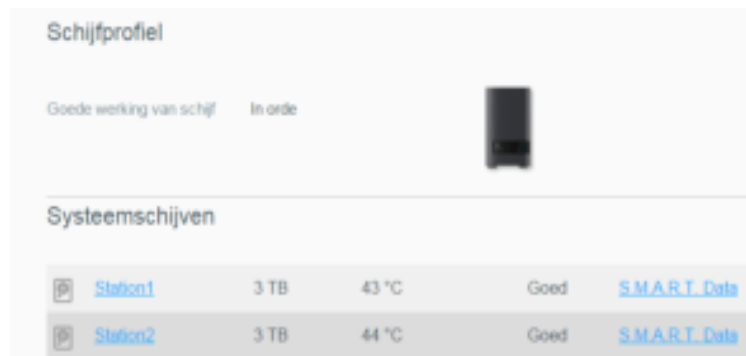 Schijfprofiel
Goede werking van schijf In orde
Systeemschijven
Station1 3 TB 43 °C Goed S.M.A.R.T. Data
Station2 3 TB 44 °C Goed S.M.A.R.T. Data